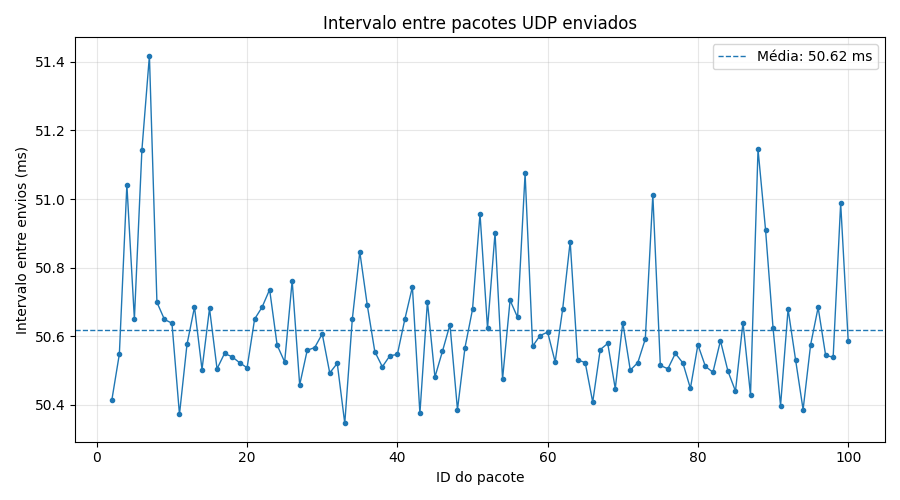 Intervalo entre pacotes UDP enviados
Média: 50.62 ms
Intervalo entre envios (ms)
51.4
51.2
51.0
50.8
50.6
50.4
0 20 40 60 80 100
ID do pacote